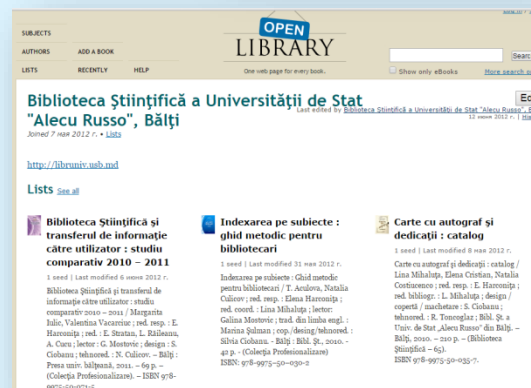 SUBJECTS
AUTHORS ADD A BOOK
LISTS RECENTLY HELP
OPEN
LIBRARY
One web page for every book.
Show only eBooks More search
Biblioteca Ştiinţifică a Universităţii de Stat
"Alecu Russo", Bălţi
Last edited by Biblioteca Stiintifică a Universitătii de Stat "Alecu Russo",
12 июня 2012 г. |
Joined 7 мая 2012 г. • Lists
http://libruniv.usb.md
Lists See all
Biblioteca Ştiinţifică şi
transferul de informaţie
către utilizator : studiu
comparativ 2010 – 2011
1 seed | Last modified 6 июня 2012 г.
Biblioteca Ştiinţifică şi transferul de
informaţie către utilizator : studiu
comparativ 2010 – 2011 / Margarita
Iulic, Valentina Vacarciuc ; red. resp. : E.
Harconiţa ; red. : E. Stratan, L. Răileanu,
A. Cucu ; lector : G. Mostovic ; design : S.
Ciobanu ; tehnored. : N. Culicov. – Bălţi :
Presa univ. bălţeană, 2011. – 69 p. –
(Colecţia Profesionalizare). – ISBN 978-
9975-50-071-5
Indexarea pe subiecte :
ghid metodic pentru
bibliotecari
1 seed | Last modified 31 мая 2012 г.
Indexarea pe subiecte : Ghid metodic
pentru bibliotecari / T. Aculova, Natalia
Culicov ; red. resp. : Elena Harconiţa ;
red. coord. : Lina Mihaluţa ; lector:
Galina Mostovic ; trad. din limba engl. :
Marina Şulman ; cop./desing/tehnored. :
Silvia Ciobanu. - Bălţi : Bibl. Şt., 2010. -
42 p. - (Colecţia Profesionalizare)
ISBN: 978–9975–50–030-2
Carte cu autograf şi
dedicaţii : catalog
1 seed | Last modified 8 мая 2012 г.
Carte cu autograf şi dedicaţii : catalog /
Lina Mihaluţa, Elena Cristian, Natalia
Costiucenco ; red. resp. : E. Harconiţa ;
red. bibliogr. : L. Mihaluţa ; design /
copertă / machetare : S. Ciobanu ;
tehnored. : R. Toncoglaz ; Bibl. Şt. a
Univ. de Stat „Alecu Russo" din Bălţi. –
Bălţi, 2010. – 210 p. – (Biblioteca
Ştiinţifică – 65).
ISBN 978-9975-50-035-7.